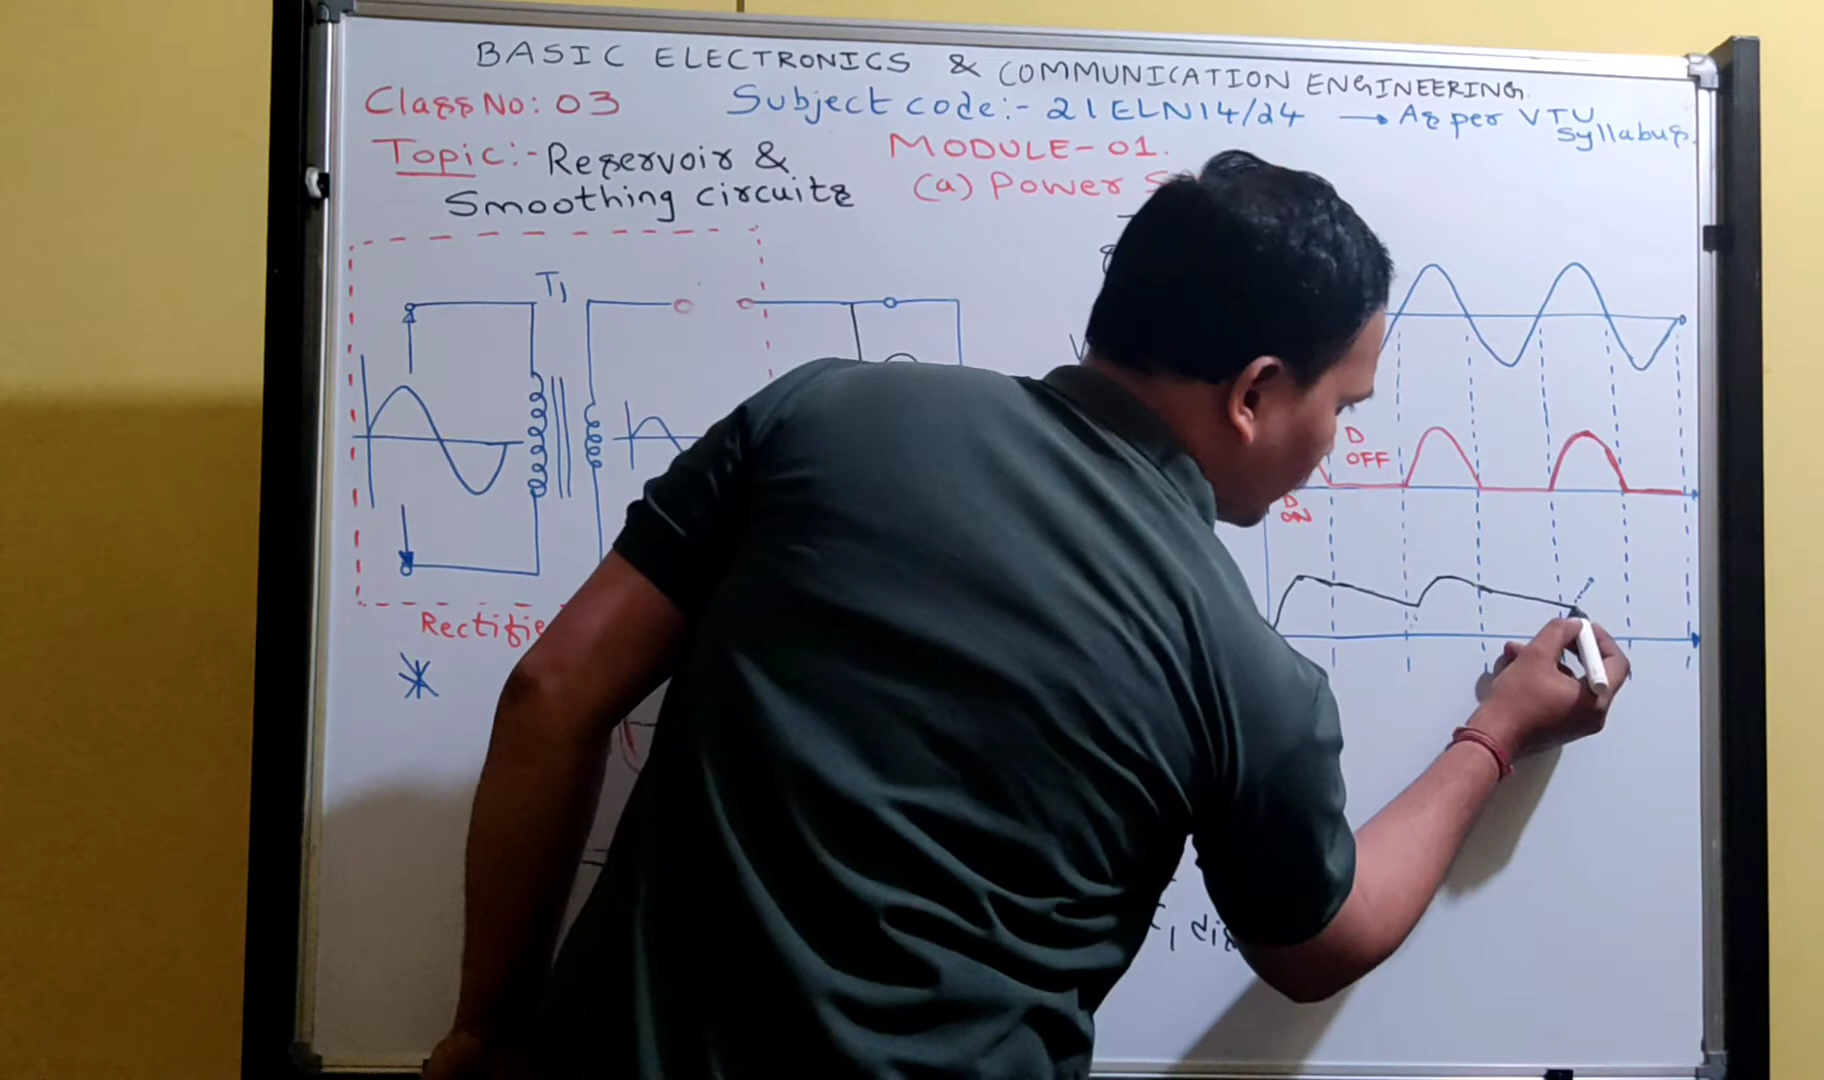 BASIC ELECTRONICS & COMMUNICATION ENGINEERING.
Class No: 03
Subject code:- 21ELN14/24 → As per VTU Syllabus.
Topic:- Reservoir & Smoothing circuits
MODULE-01.
(a) Power
T1
D OFF
D ON
Rectifie